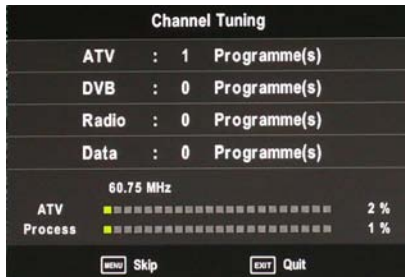 Channel Tuning
ATV : 1 Programme(s)
DVB : 0 Programme(s)
Radio : 0 Programme(s)
Data : 0 Programme(s)
60.75 MHz
ATV 2 %
Process 1 %
MENU Skip EXIT Quit